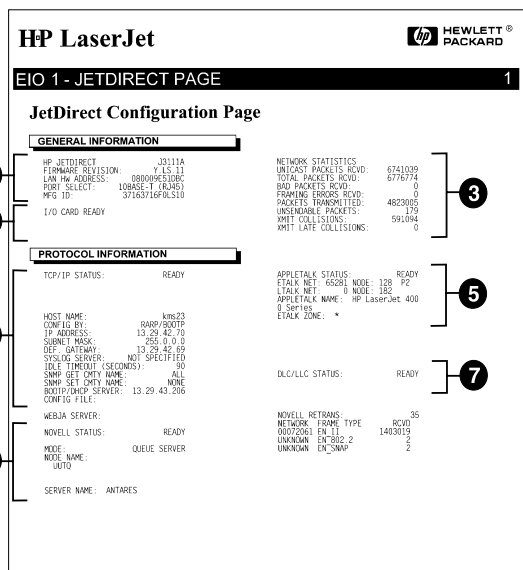 HP LaserJet
hp HEWLETT ®
PACKARD
EIO 1 - JETDIRECT PAGE 1
JetDirect Configuration Page
GENERAL INFORMATION
HP JETDIRECT J3111A
FIRMWARE REVISION: Y.LS.11
LAN HW ADDRESS: 080009E51DBC
PORT SELECT: 10BASE-T (RJ45)
MFG ID: 37163716F0LS10
I/O CARD READY
NETWORK STATISTICS
UNICAST PACKETS RCVD: 6741039
TOTAL PACKETS RCVD: 6776774
BAD PACKETS RCVD: 0
FRAMING ERRORS RCVD: 0
PACKETS TRANSMITTED: 4823005
UNSENDABLE PACKETS: 179
XMIT COLLISIONS: 591094
XMIT LATE COLLISIONS: 0
3
PROTOCOL INFORMATION
TCP/IP STATUS: READY
HOST NAME: kms23
CONFIG BY: RARP/BOOTP
IP ADDRESS: 13.29.42.70
SUBNET MASK: 255.0.0.0
DEF. GATEWAY: 13.29.42.69
SYSLOG SERVER: NOT SPECIFIED
IDLE TIMEOUT (SECONDS): 90
SNMP GET CMTY NAME: ALL
SNMP SET CMTY NAME: NONE
BOOTP/DHCP SERVER: 13.29.43.206
CONFIG FILE:
WEBJA SERVER:
APPLETALK STATUS: READY
ETALK NET: 65281 NODE: 128 P2
LTALK NET: 0 NODE: 182
APPLETALK NAME: HP LaserJet 400
0 Series
ETALK ZONE: *
5
DLC/LLC STATUS: READY
7
NOVELL STATUS: READY
MODE: QUEUE SERVER
NODE NAME:
UUTQ
SERVER NAME: ANTARES
NOVELL RETRANS: 35
NETWORK FRAME TYPE RCVD
00072061 EN_II 1403019
UNKNOWN EN_802.2 2
UNKNOWN EN_SNAP 2